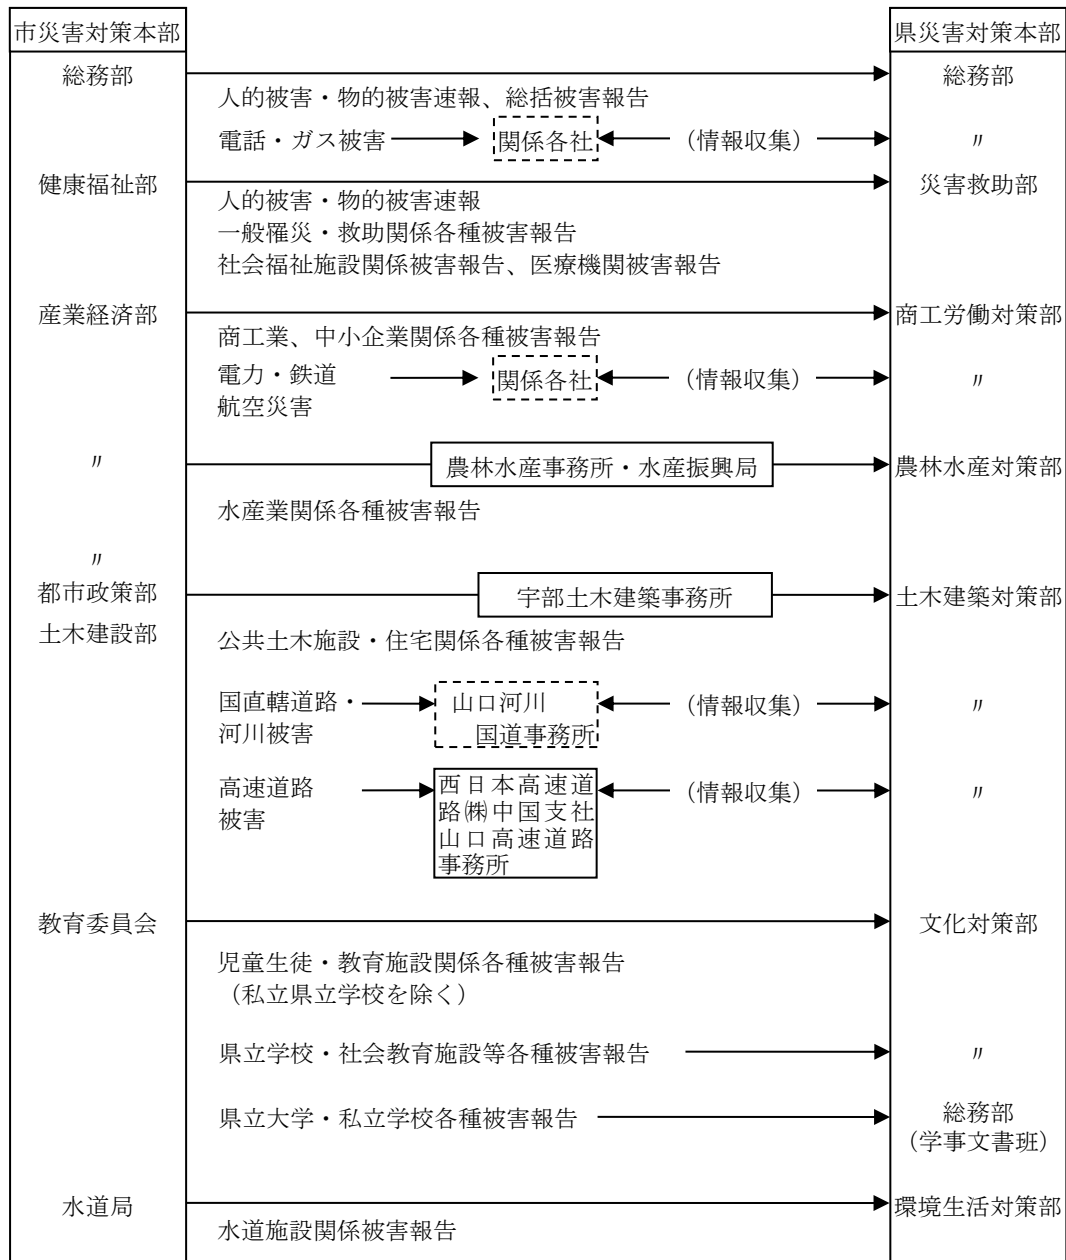 市災害対策本部
県災害対策本部
総務部
総務部
人的被害・物的被害速報、総括被害報告
電話・ガス被害
関係各社
（情報収集）
〃
健康福祉部
災害救助部
人的被害・物的被害速報
一般罹災・救助関係各種被害報告
社会福祉施設関係被害報告、医療機関被害報告
産業経済部
商工労働対策部
商工業、中小企業関係各種被害報告
電力・鉄道
航空災害
関係各社
（情報収集）
〃
〃
農林水産事務所・水産振興局
農林水産対策部
水産業関係各種被害報告
〃
都市政策部
土木建設部
宇部土木建築事務所
土木建築対策部
公共土木施設・住宅関係各種被害報告
国直轄道路・
河川被害
山口河川
国道事務所
（情報収集）
〃
高速道路
被害
西日本高速道
路㈱中国支社
山口高速道路
事務所
（情報収集）
〃
教育委員会
文化対策部
児童生徒・教育施設関係各種被害報告
（私立県立学校を除く）
県立学校・社会教育施設等各種被害報告
〃
県立大学・私立学校各種被害報告
総務部
（学事文書班）
水道局
環境生活対策部
水道施設関係被害報告